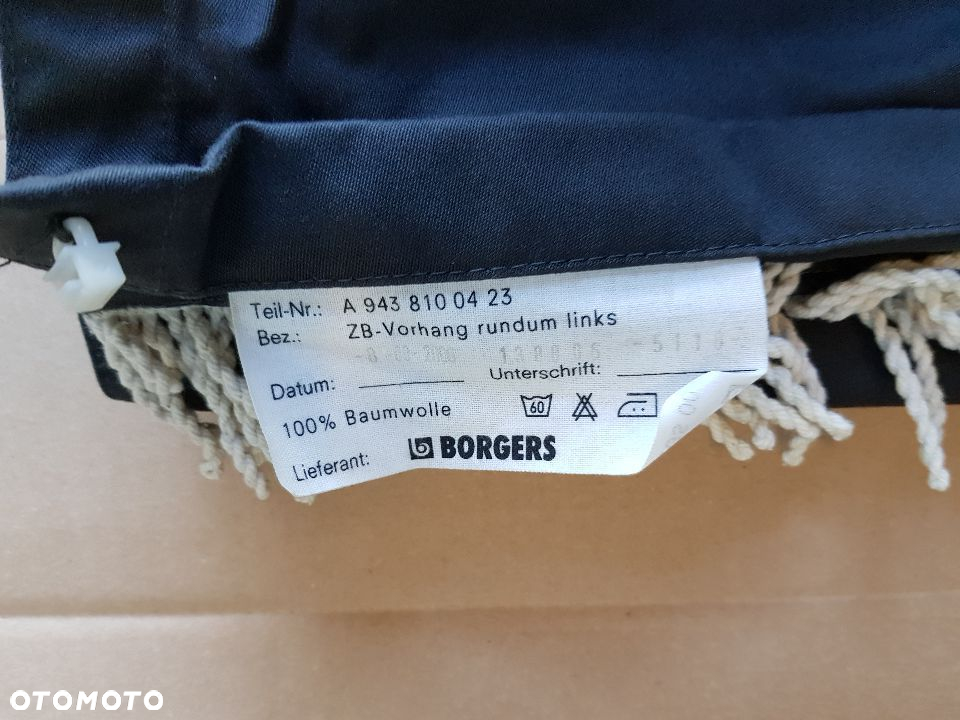 Teil-Nr.: A 943 810 04 23
Bez.: ZB-Vorhang rundum links
Datum: Unterschrift:
100% Baumwolle 60
Lieferant: BORGERS
OTOMOTO